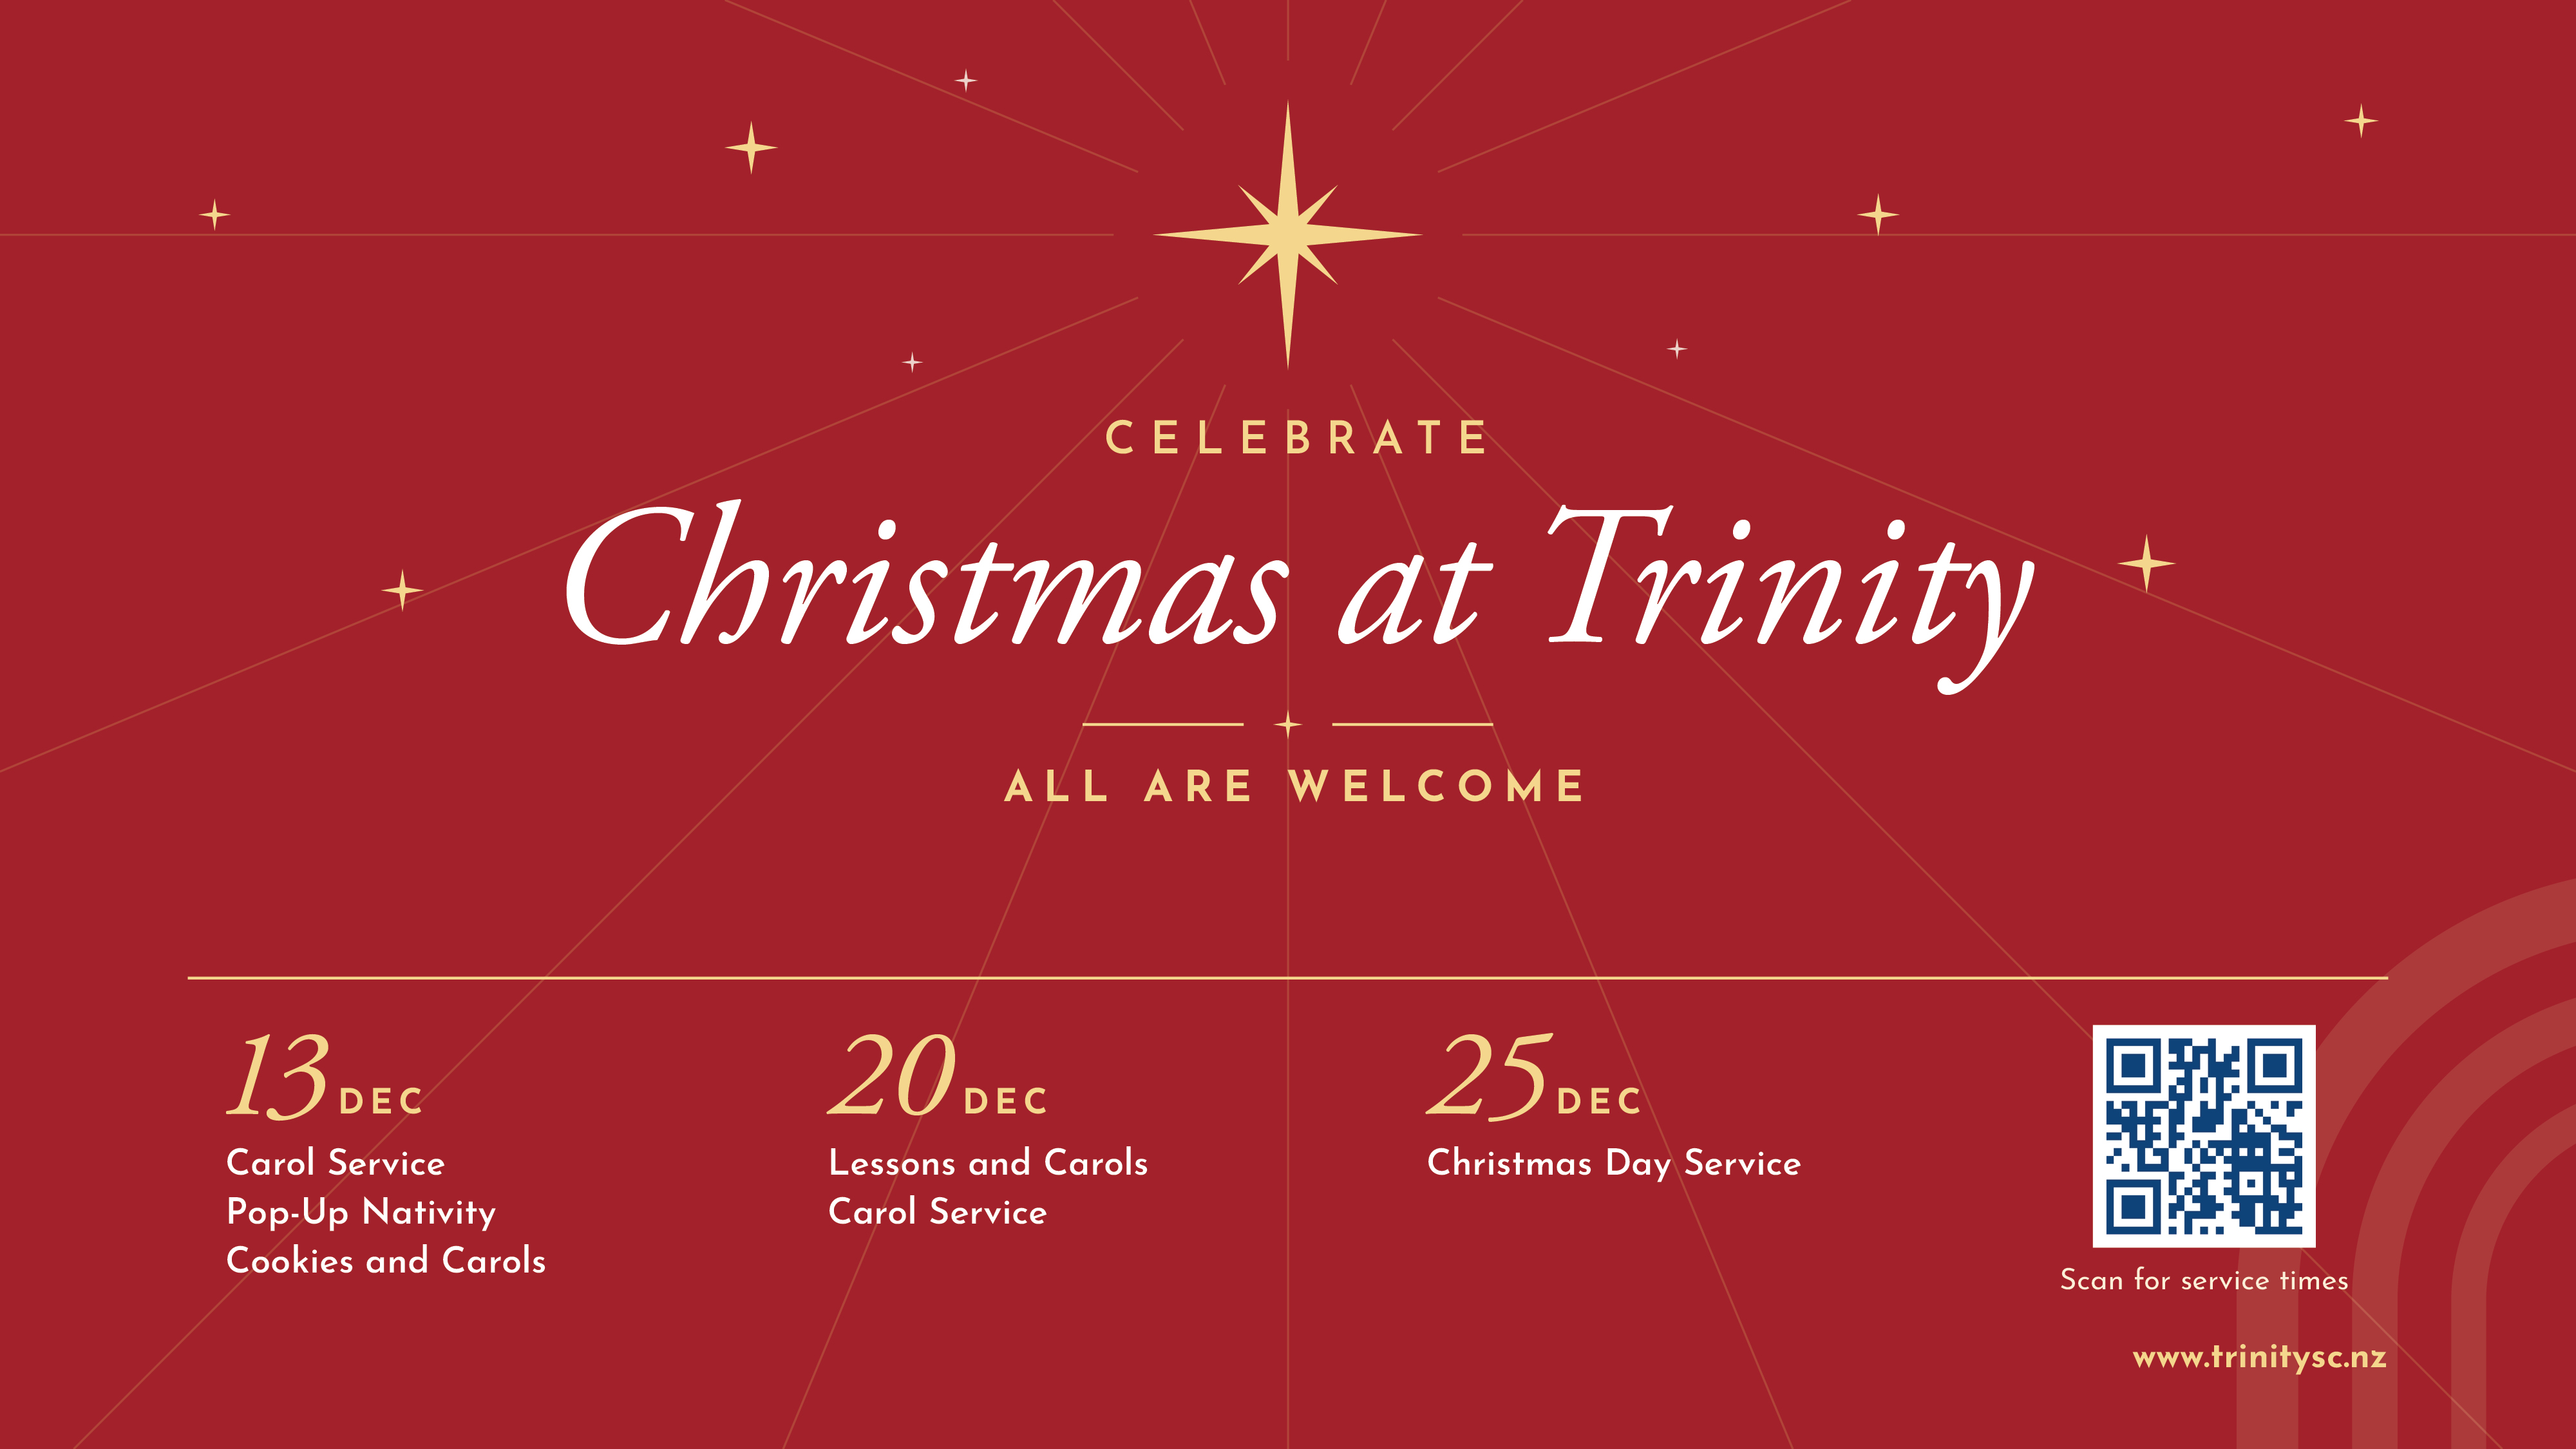 CELEBRATE
Christmas at Trinity
ALL ARE WELCOME
13 DEC
Carol Service
Pop-Up Nativity
Cookies and Carols
20 DEC
Lessons and Carols
Carol Service
25 DEC
Christmas Day Service
Scan for service times
www.trinitysc.nz